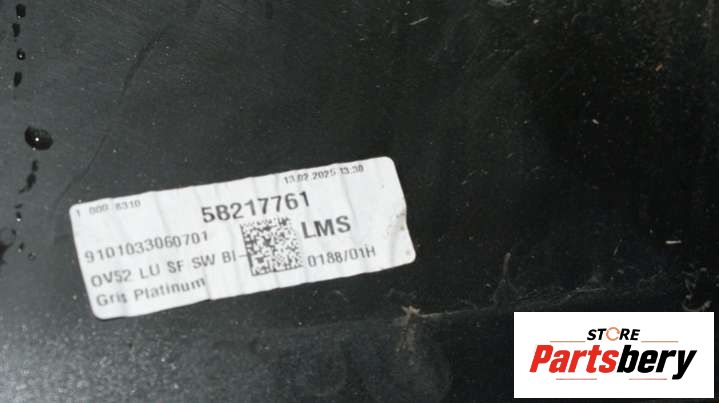 1 000 8310
13.02.2025 13:30
58217761
9101033060701
LMS
OV52 LU SF SW BI-
0188/01H
Gris Platinum
STORE
Partsbery